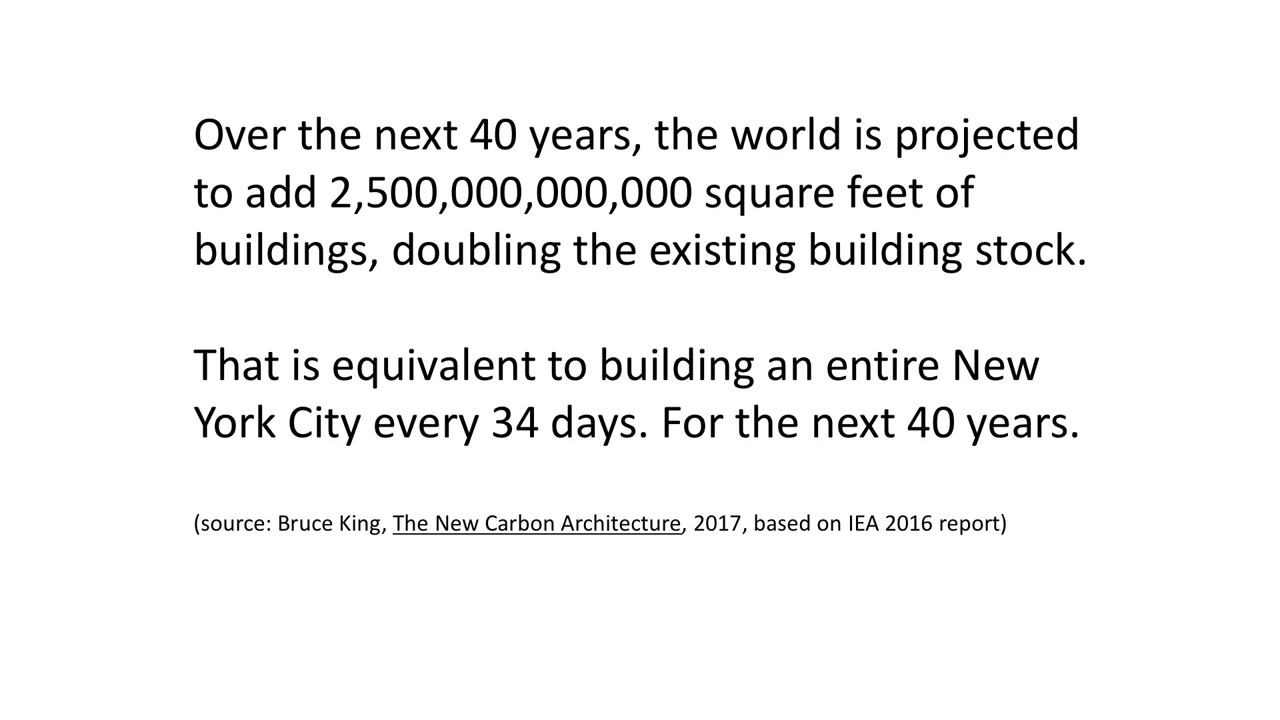 Over the next 40 years, the world is projected
to add 2,500,000,000,000 square feet of
buildings, doubling the existing building stock.
That is equivalent to building an entire New
York City every 34 days. For the next 40 years.
(source: Bruce King, The New Carbon Architecture, 2017, based on IEA 2016 report)